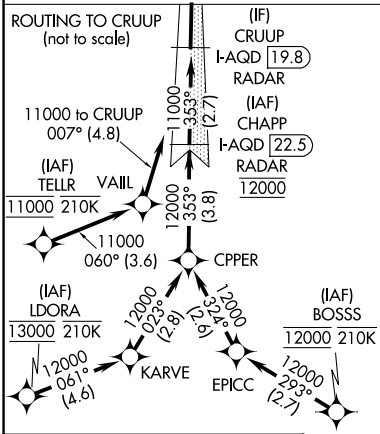 ROUTING TO CRUUP
(not to scale)
(IF)
CRUUP
I-AQD 19.8
RADAR
11000
353°
(2.7)
(IAF)
CHAPP
I-AQD 22.5
RADAR
12000
11000 to CRUUP
007° (4.8)
(IAF)
TELLR
11000 210K
VAIIL
11000
060° (3.6)
12000
353°
(3.8)
CPPER
(IAF)
LDORA
13000 210K
12000
023°
(2.8)
12000
324°
(2.6)
(IAF)
BOSSS
12000 210K
12000
061°
(4.6)
KARVE
EPICC
12000
293°
(2.7)